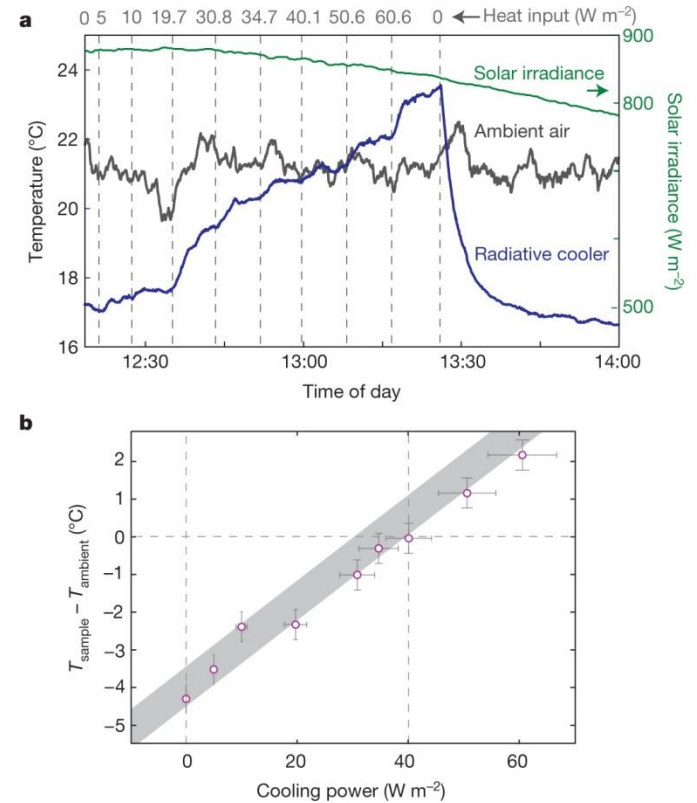 a
0 5 10 19.7 30.8 34.7 40.1 50.6 60.6 0 ← Heat input (W m⁻²)
24
22
20
18
16
Temperature (°C)
900
800
500
Solar irradiance (W m⁻²)
Solar irradiance
Ambient air
Radiative cooler
12:30 13:00 13:30 14:00
Time of day
b
2
1
0
–1
–2
–3
–4
–5
T_sample – T_ambient (°C)
0 20 40 60
Cooling power (W m⁻²)